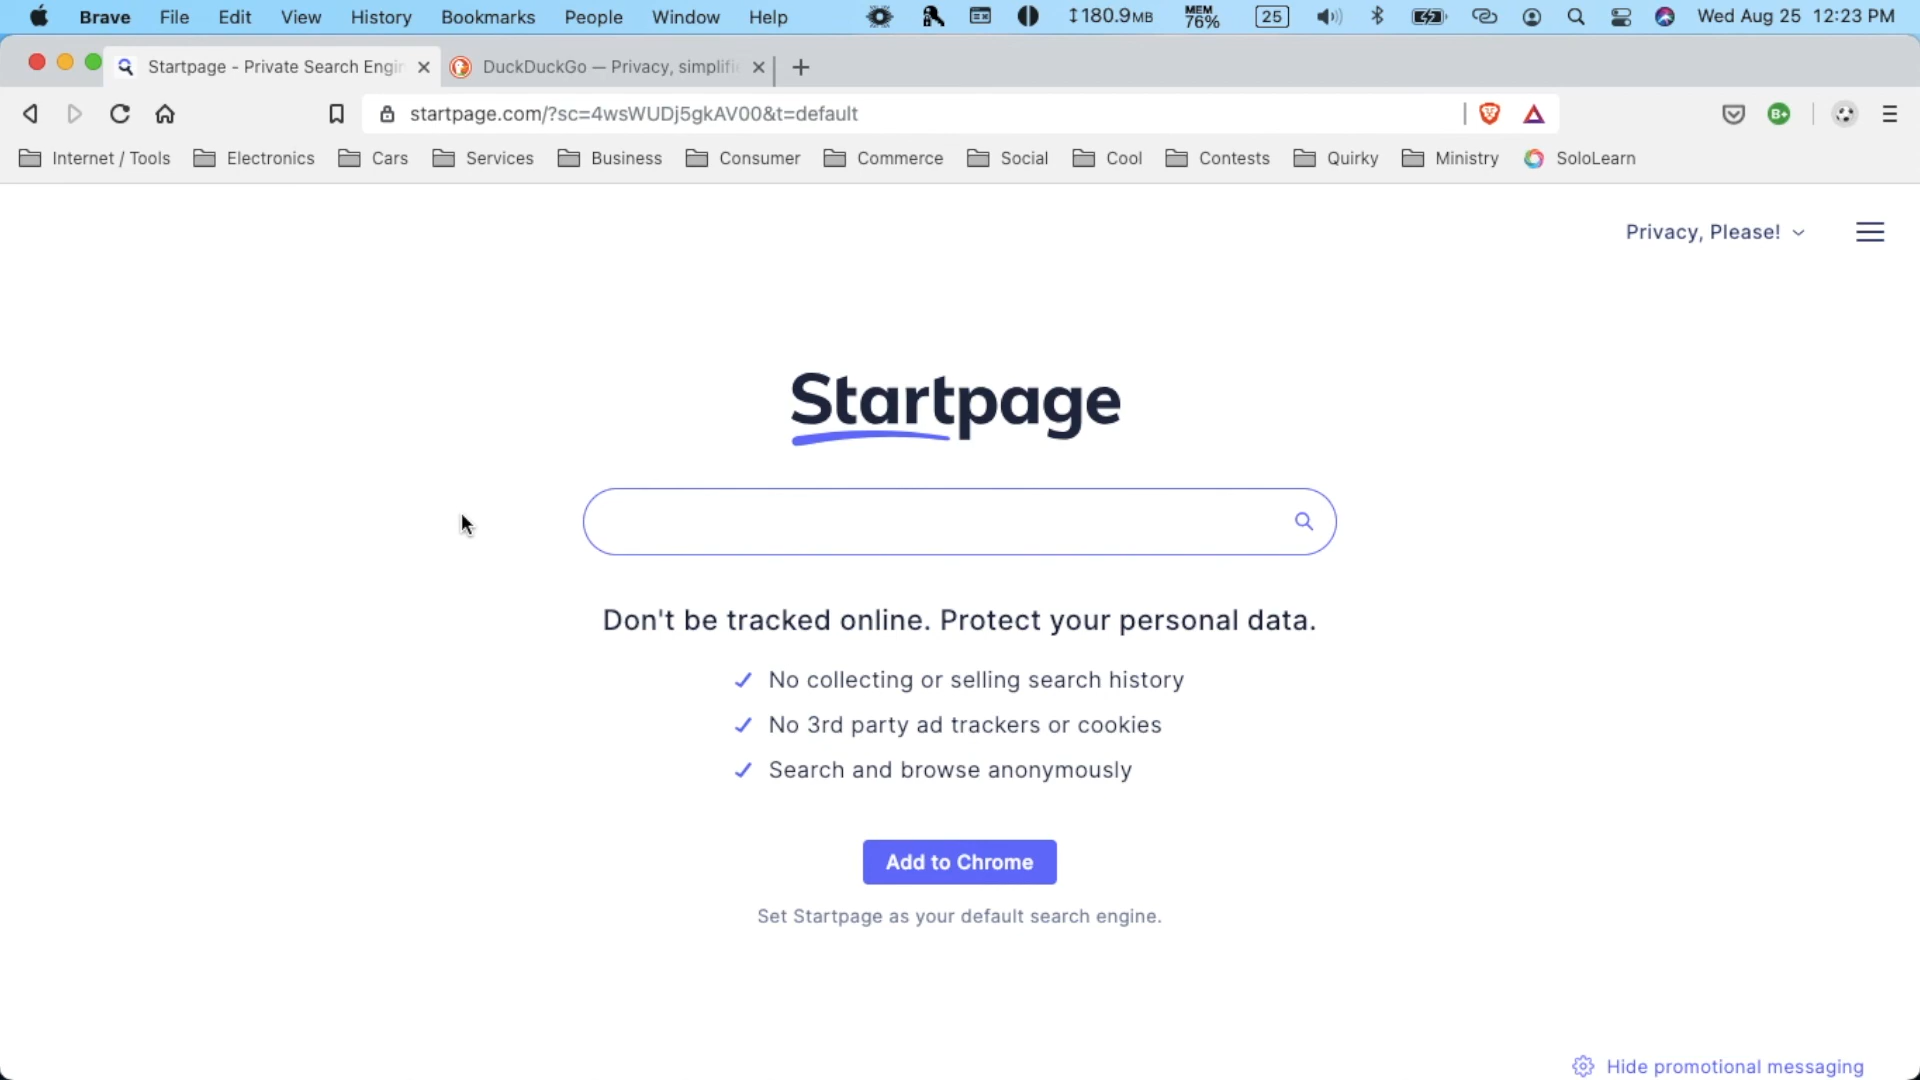 Brave File Edit View History Bookmarks People Window Help 180.9MB MEM 76% 25 Wed Aug 25 12:23 PM
Startpage - Private Search Engin DuckDuckGo — Privacy, simplifi
startpage.com/?sc=4wsWUDj5gkAV00&t=default B+
Internet / Tools Electronics Cars Services Business Consumer Commerce Social Cool Contests Quirky Ministry SoloLearn
Privacy, Please!
Startpage
Don't be tracked online. Protect your personal data.
No collecting or selling search history
No 3rd party ad trackers or cookies
Search and browse anonymously
Add to Chrome
Set Startpage as your default search engine.
Hide promotional messaging